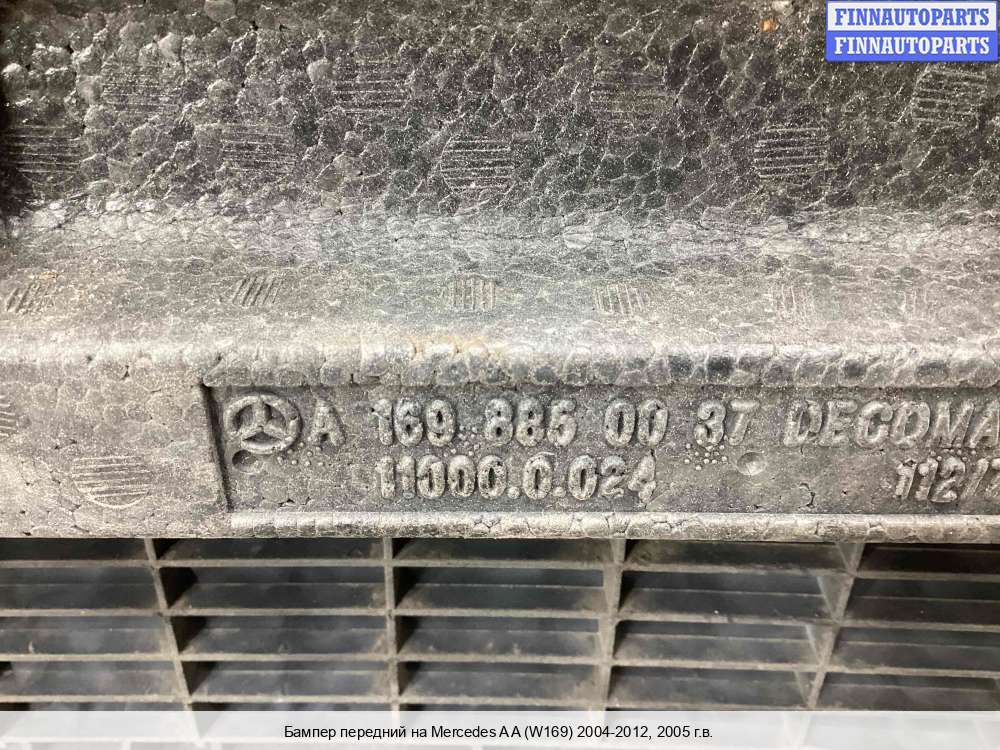 FINNAUTOPARTS
FINNAUTOPARTS
A 169 885 00 37 DECOMA
11000.0.024
Бампер передний на Mercedes A A (W169) 2004-2012, 2005 г.в.